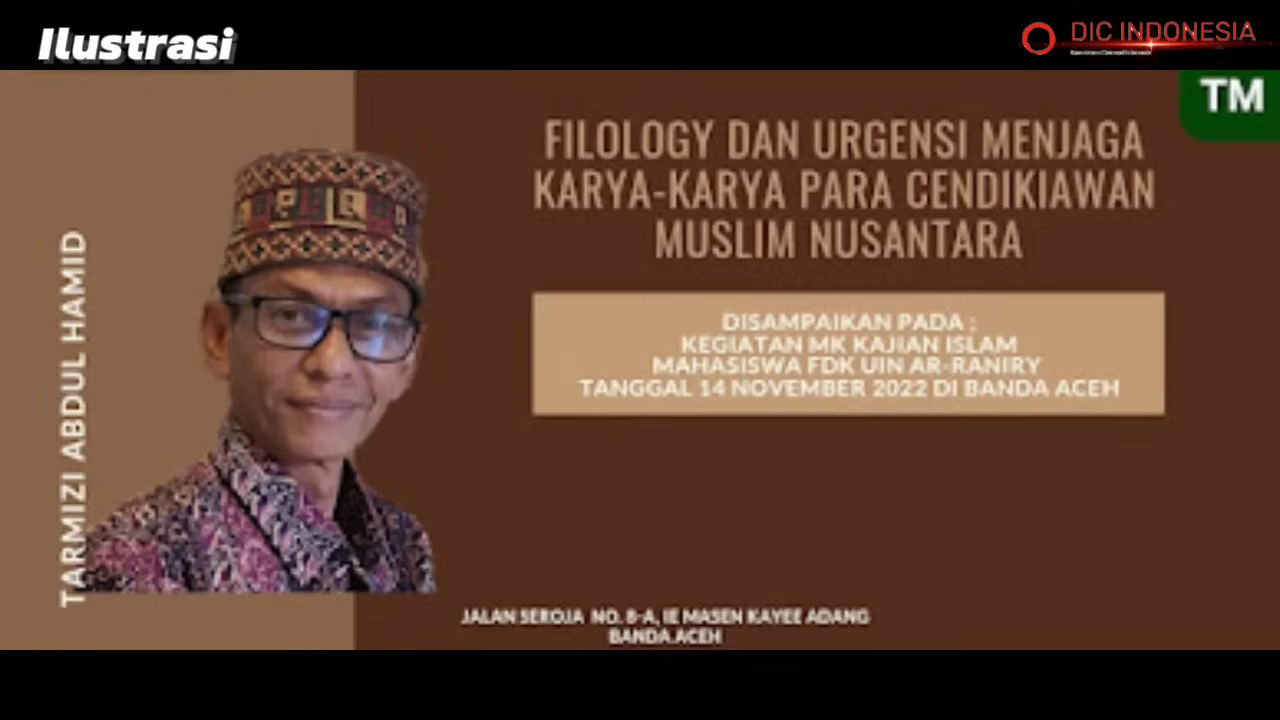 Ilustrasi
DIC INDONESIA
TM
FILOLOGY DAN URGENSI MENJAGA
KARYA-KARYA PARA CENDIKIAWAN
MUSLIM NUSANTARA
DISAMPAIKAN PADA :
KEGIATAN MK KAJIAN ISLAM
MAHASISWA FDK UIN AR-RANIRY
TANGGAL 14 NOVEMBER 2022 DI BANDA ACEH
TARMIZI ABDUL HAMID
JALAN SEROJA NO. 8-A, IE MASEN KAYEE ADANG
BANDA ACEH